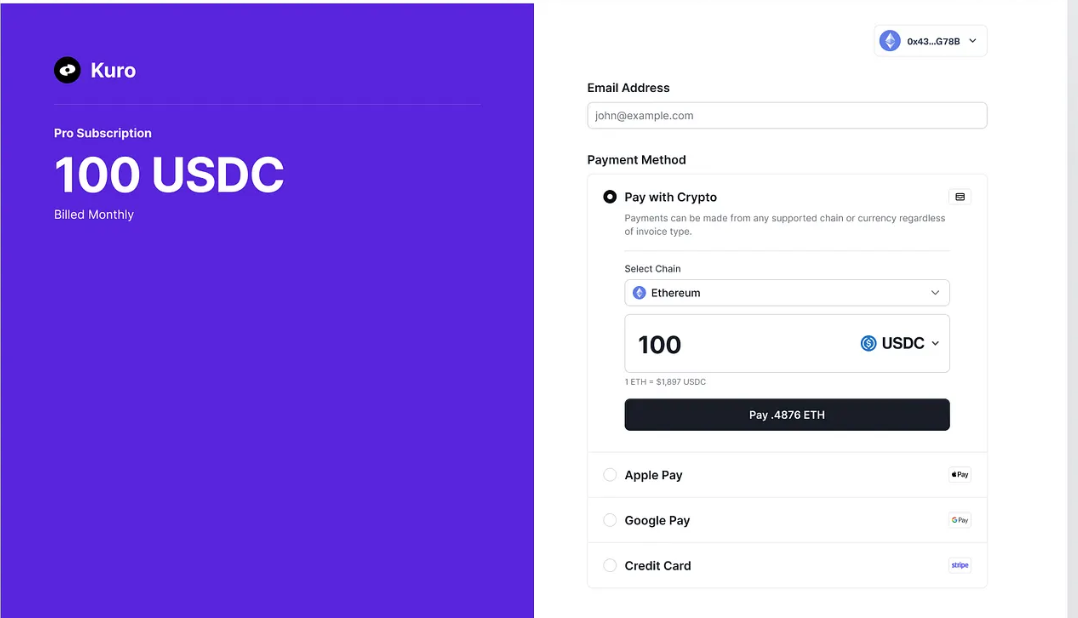 Kuro
Pro Subscription
100 USDC
Billed Monthly
0x43...G78B
Email Address
john@example.com
Payment Method
Pay with Crypto
Payments can be made from any supported chain or currency regardless
of invoice type.
Select Chain
Ethereum
100
USDC
1 ETH = $1,897 USDC
Pay .4876 ETH
Apple Pay
Pay
Google Pay
G Pay
Credit Card
stripe